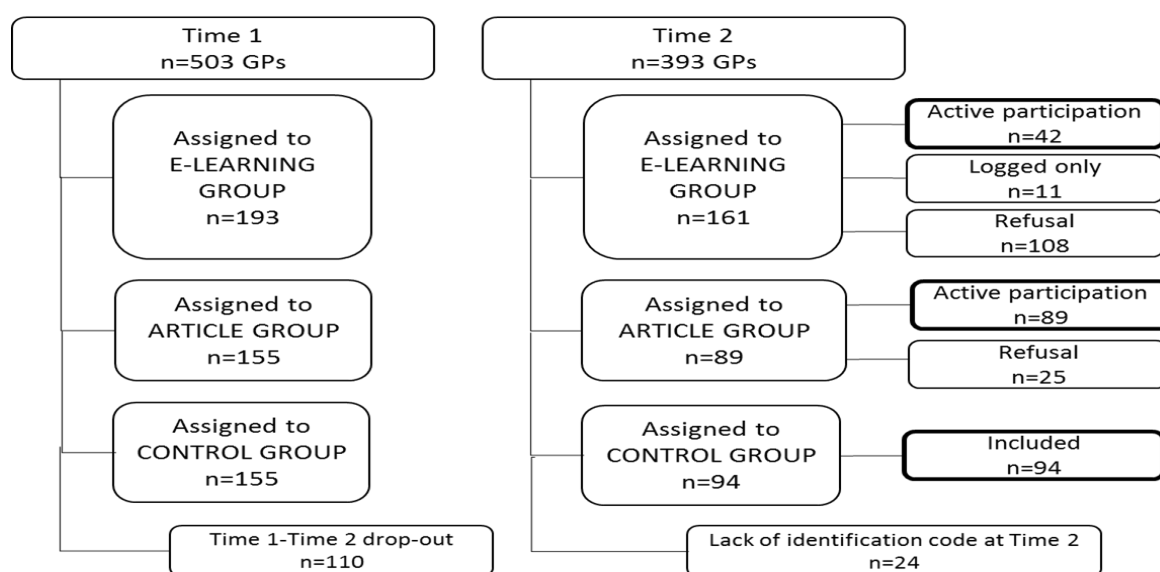 Time 1
n=503 GPs
Assigned to
E-LEARNING
GROUP
n=193
Assigned to
ARTICLE GROUP
n=155
Assigned to
CONTROL GROUP
n=155
Time 1-Time 2 drop-out
n=110
Time 2
n=393 GPs
Assigned to
E-LEARNING
GROUP
n=161
Active participation
n=42
Logged only
n=11
Refusal
n=108
Assigned to
ARTICLE GROUP
n=89
Active participation
n=89
Refusal
n=25
Assigned to
CONTROL GROUP
n=94
Included
n=94
Lack of identification code at Time 2
n=24